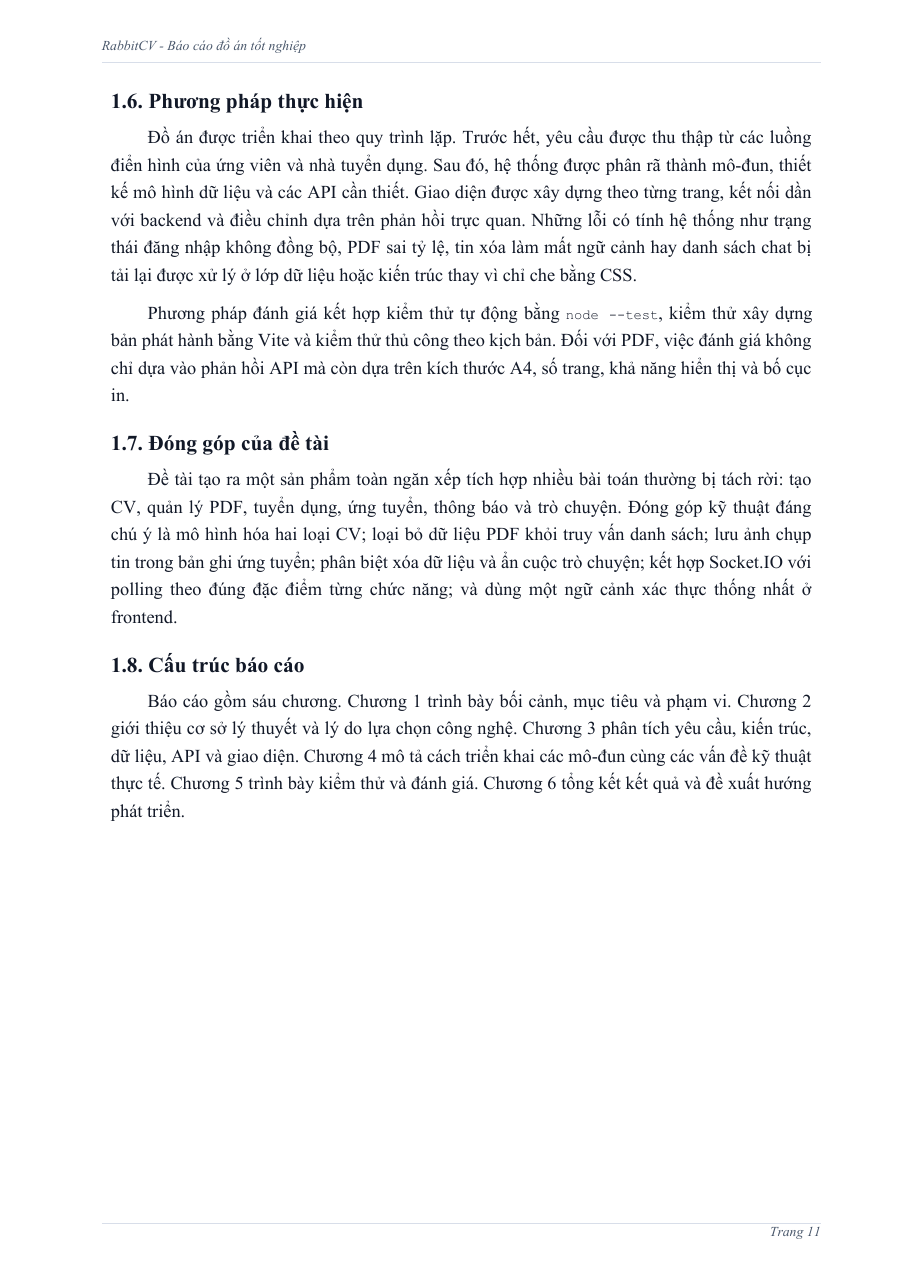 RabbitCV - Báo cáo đồ án tốt nghiệp
1.6. Phương pháp thực hiện
Đồ án được triển khai theo quy trình lặp. Trước hết, yêu cầu được thu thập từ các luồng
điển hình của ứng viên và nhà tuyển dụng. Sau đó, hệ thống được phân rã thành mô-đun, thiết
kế mô hình dữ liệu và các API cần thiết. Giao diện được xây dựng theo từng trang, kết nối dần
với backend và điều chỉnh dựa trên phản hồi trực quan. Những lỗi có tính hệ thống như trạng
thái đăng nhập không đồng bộ, PDF sai tỷ lệ, tin xóa làm mất ngữ cảnh hay danh sách chat bị
tải lại được xử lý ở lớp dữ liệu hoặc kiến trúc thay vì chỉ che bằng CSS.
Phương pháp đánh giá kết hợp kiểm thử tự động bằng node --test, kiểm thử xây dựng
bản phát hành bằng Vite và kiểm thử thủ công theo kịch bản. Đối với PDF, việc đánh giá không
chỉ dựa vào phản hồi API mà còn dựa trên kích thước A4, số trang, khả năng hiển thị và bố cục
in.
1.7. Đóng góp của đề tài
Đề tài tạo ra một sản phẩm toàn ngăn xếp tích hợp nhiều bài toán thường bị tách rời: tạo
CV, quản lý PDF, tuyển dụng, ứng tuyển, thông báo và trò chuyện. Đóng góp kỹ thuật đáng
chú ý là mô hình hóa hai loại CV; loại bỏ dữ liệu PDF khỏi truy vấn danh sách; lưu ảnh chụp
tin trong bản ghi ứng tuyển; phân biệt xóa dữ liệu và ẩn cuộc trò chuyện; kết hợp Socket.IO với
polling theo đúng đặc điểm từng chức năng; và dùng một ngữ cảnh xác thực thống nhất ở
frontend.
1.8. Cấu trúc báo cáo
Báo cáo gồm sáu chương. Chương 1 trình bày bối cảnh, mục tiêu và phạm vi. Chương 2
giới thiệu cơ sở lý thuyết và lý do lựa chọn công nghệ. Chương 3 phân tích yêu cầu, kiến trúc,
dữ liệu, API và giao diện. Chương 4 mô tả cách triển khai các mô-đun cùng các vấn đề kỹ thuật
thực tế. Chương 5 trình bày kiểm thử và đánh giá. Chương 6 tổng kết kết quả và đề xuất hướng
phát triển.
Trang 11